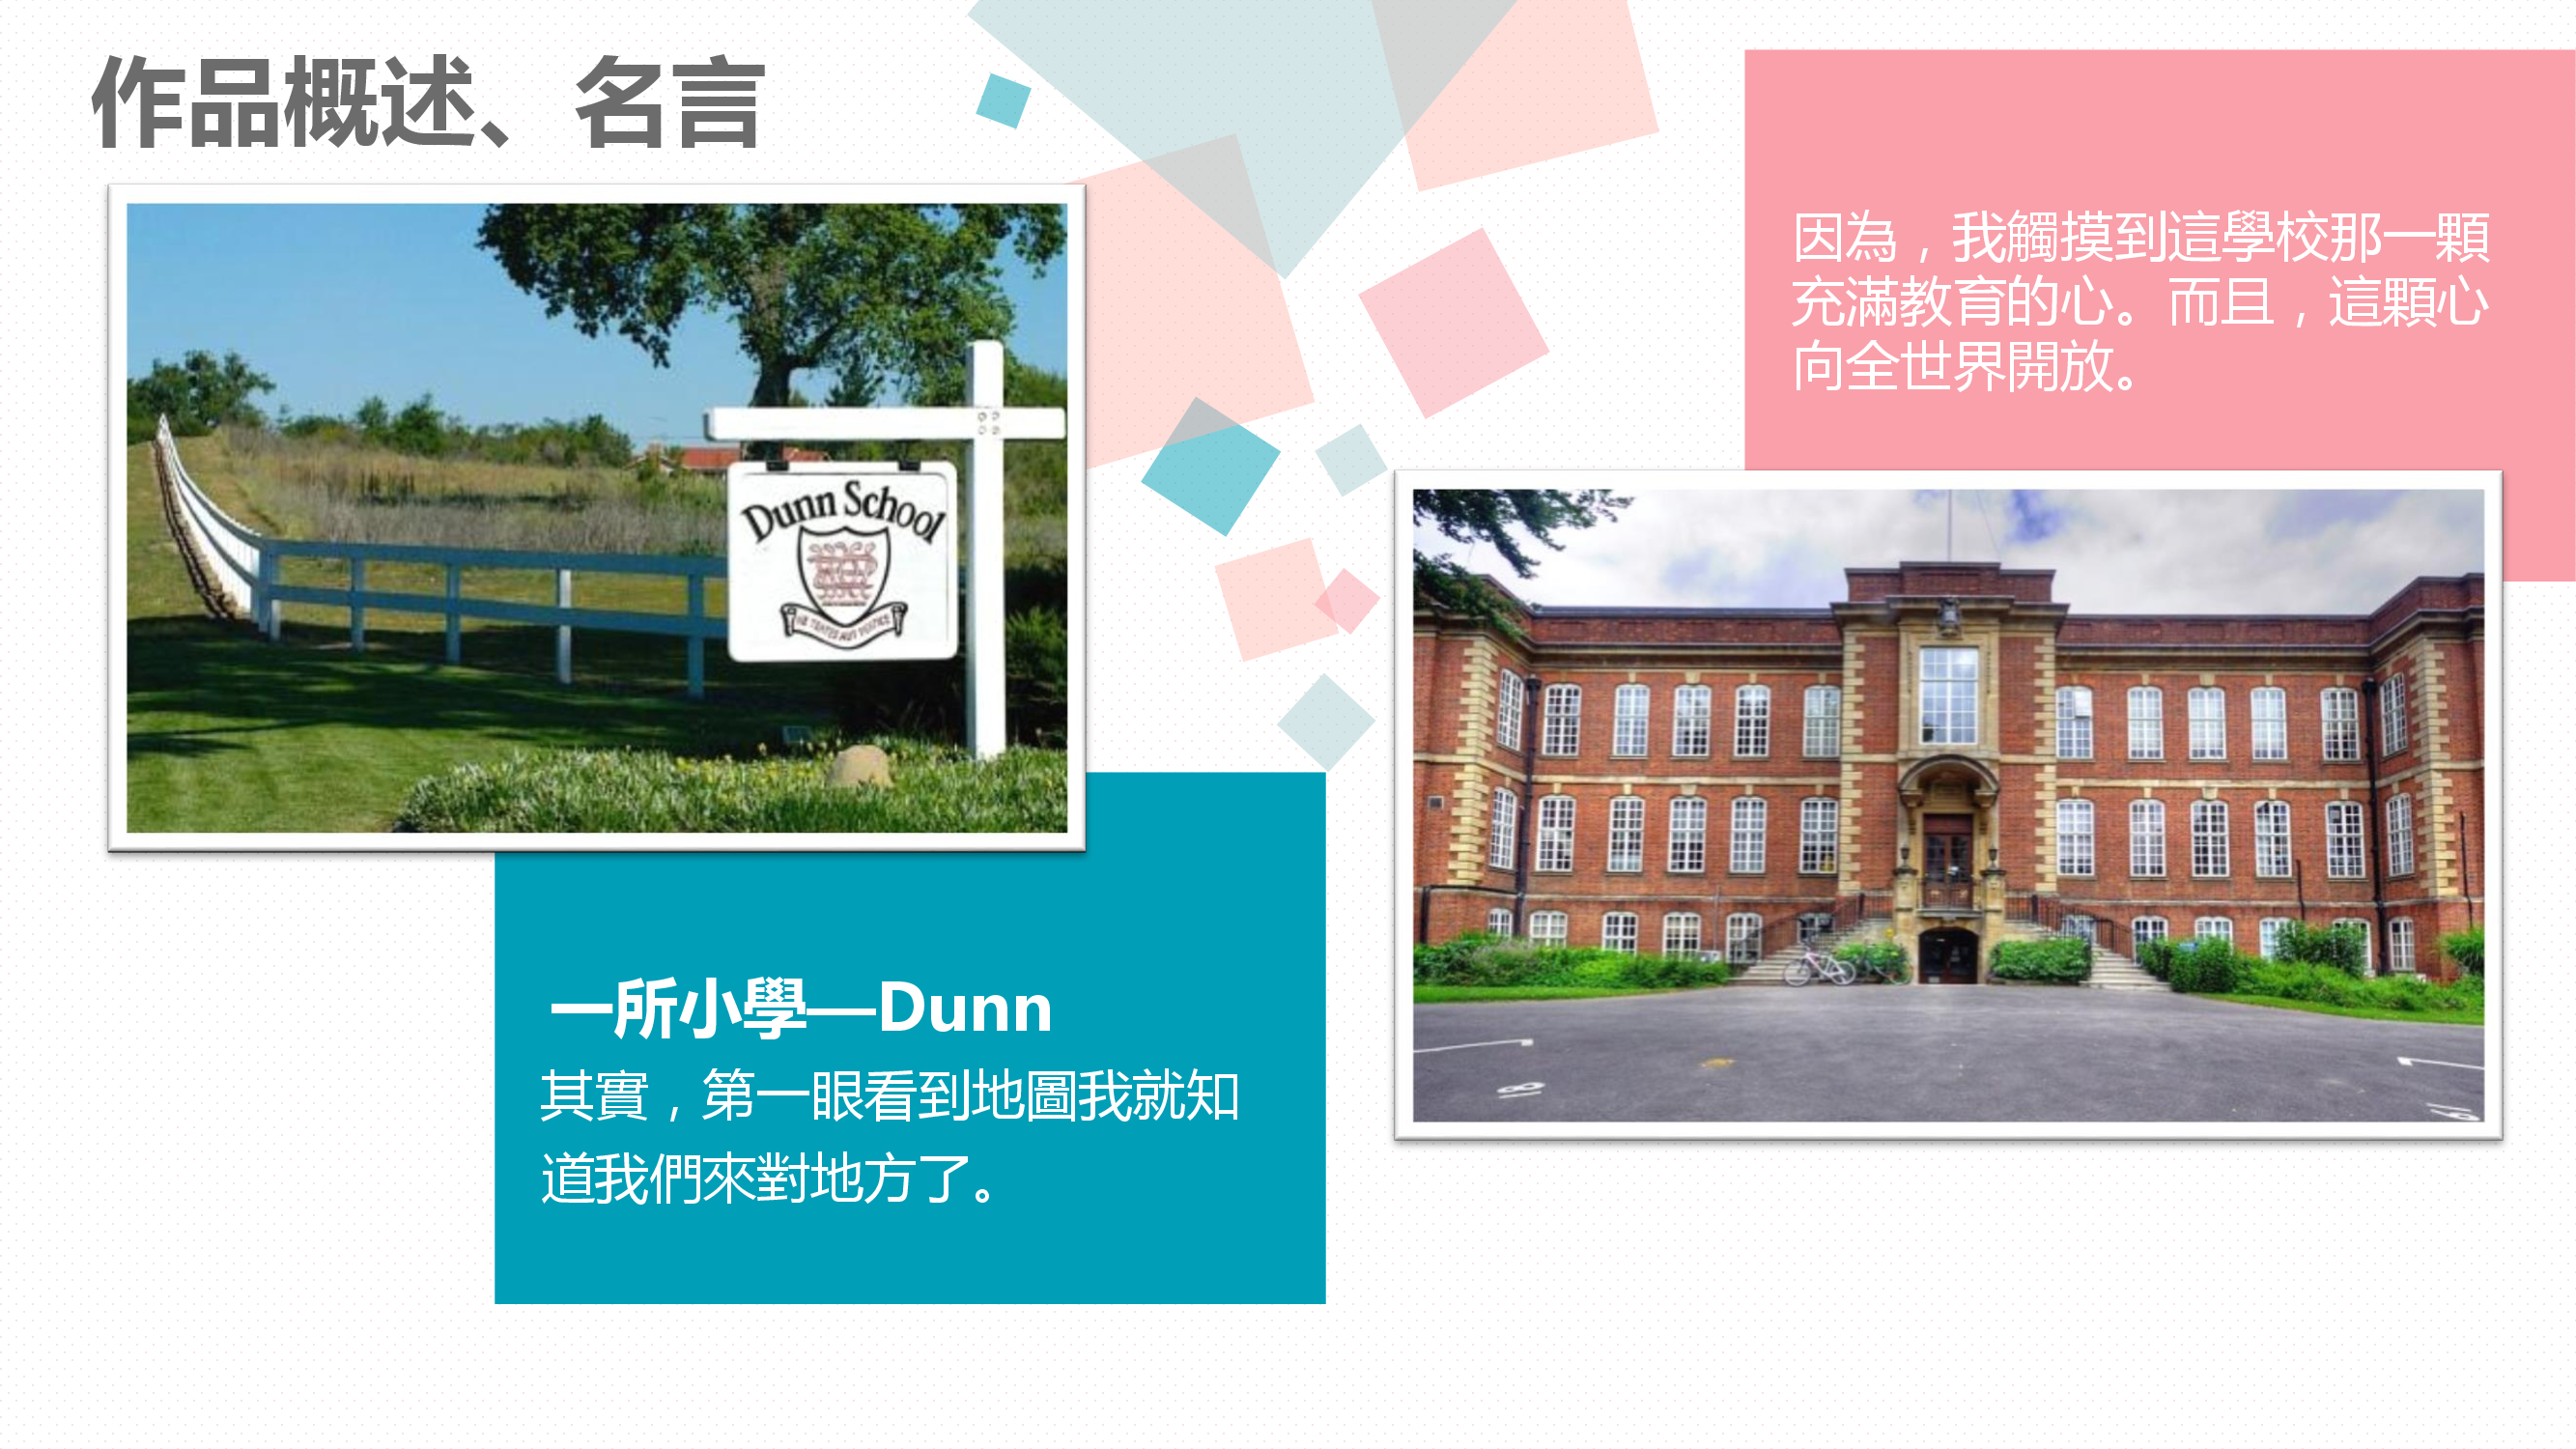 作品概述、名言
因為，我觸摸到這學校那一顆
充滿教育的心。而且，這顆心
向全世界開放。
Dunn School
一所小學—Dunn
其實，第一眼看到地圖我就知
道我們來對地方了。
18
19